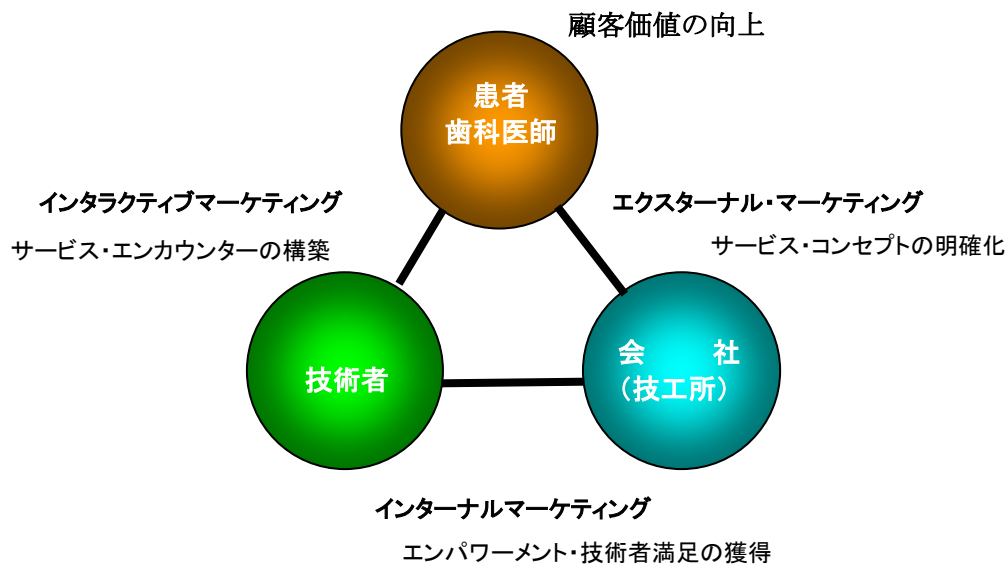 顧客価値の向上
患者
歯科医師
インタラクティブマーケティング
エクスターナル・マーケティング
サービス・エンカウンターの構築
サービス・コンセプトの明確化
技術者
会　　社
（技工所）
インターナルマーケティング
エンパワーメント・技術者満足の獲得